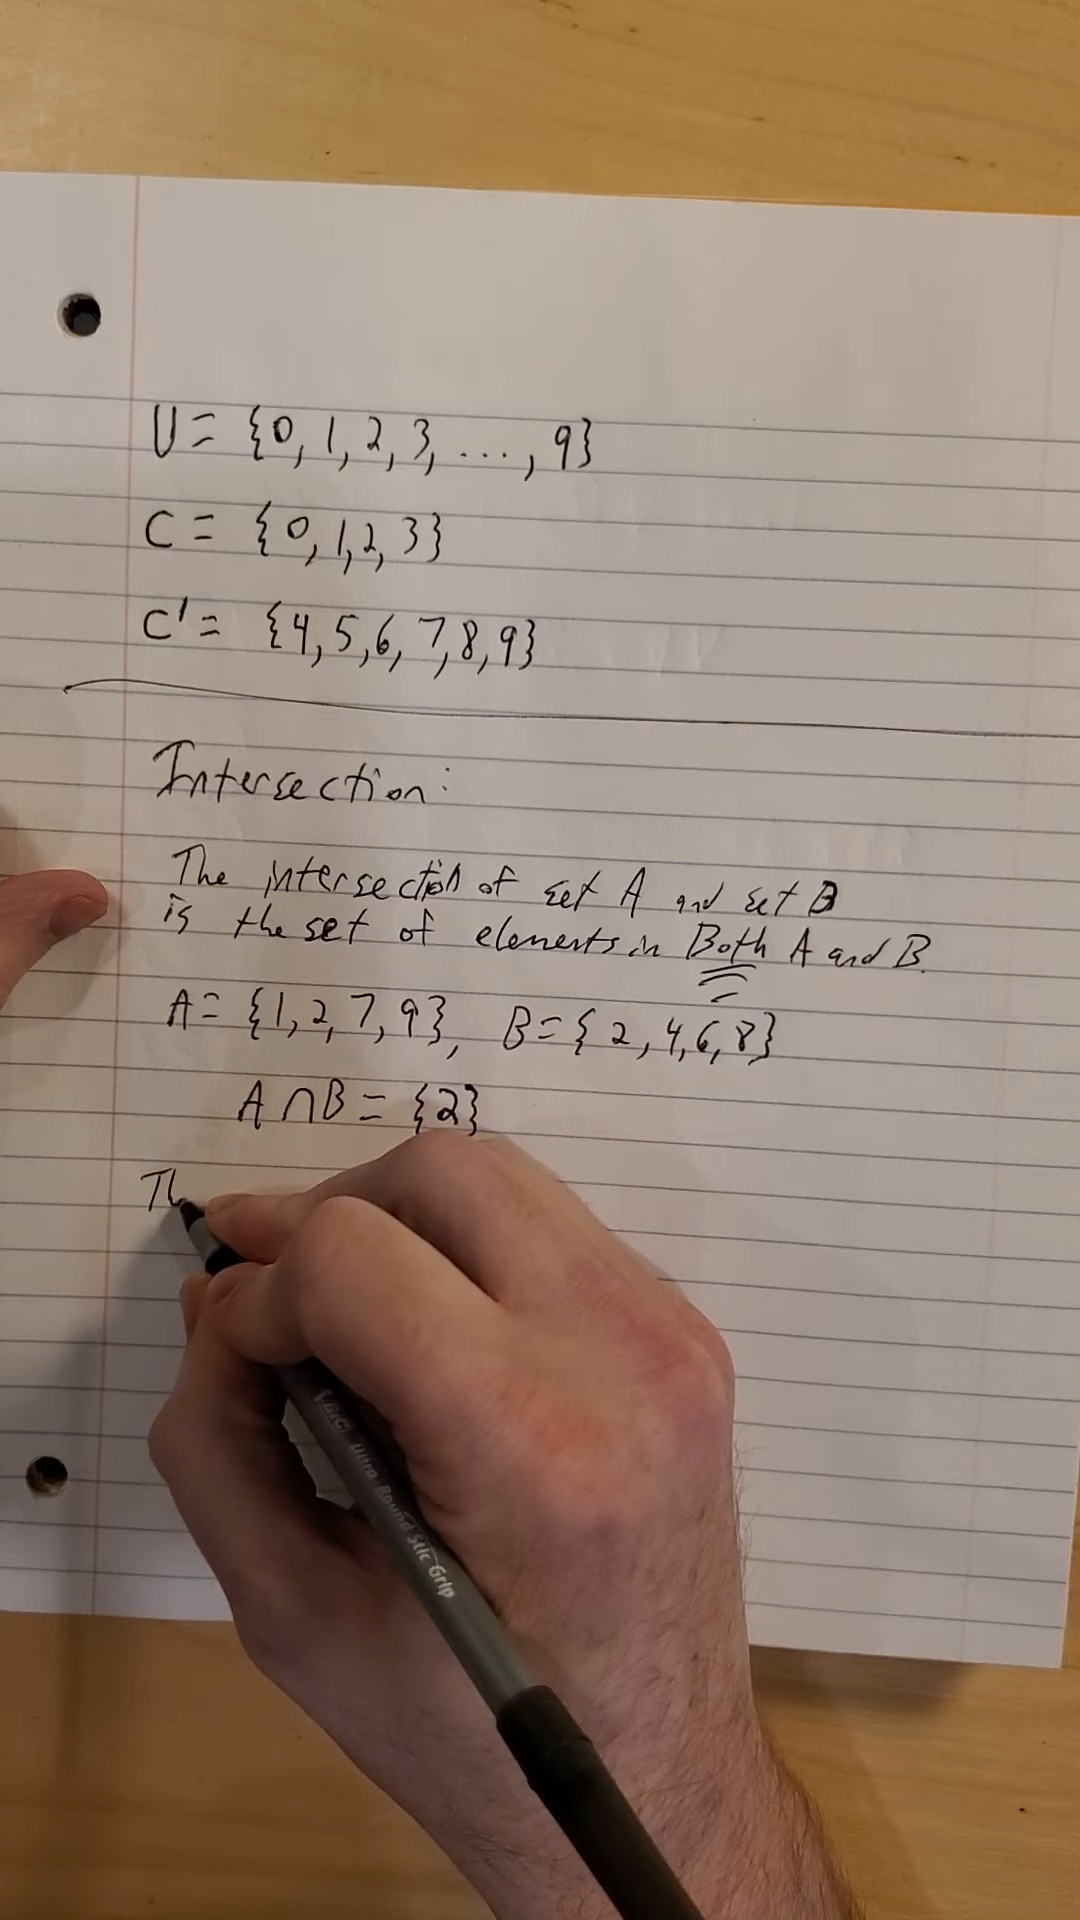 U = {0, 1, 2, 3, ..., 9}
C = {0, 1, 2, 3}
C' = {4, 5, 6, 7, 8, 9}
Intersection:
The intersection of set A and set B
is the set of elements in Both A and B.
A = {1, 2, 7, 9}, B = {2, 4, 6, 8}
A ∩ B = {2}
Th
BIC Ultra Round Stic Grip